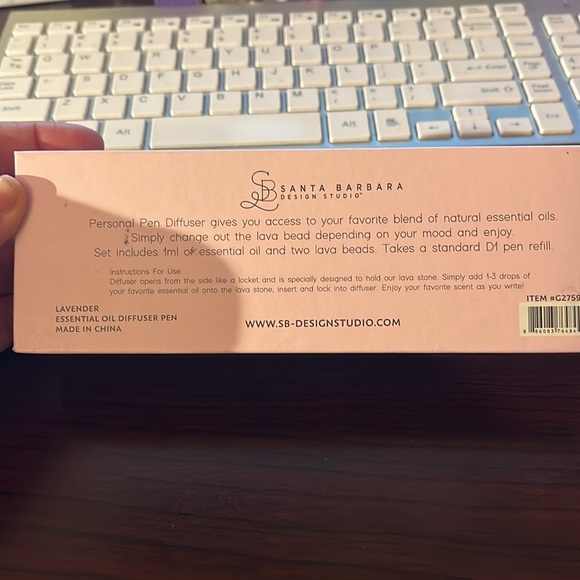 Alt
Z X C V B N M
Alt
End
SB
SANTA BARBARA
DESIGN STUDIO™
Personal Pen Diffuser gives you access to your favorite blend of natural essential oils.
Simply change out the lava bead depending on your mood and enjoy.
Set includes 1ml of essential oil and two lava beads. Takes a standard D1 pen refill.
Instructions For Use
Diffuser opens from the side like a locket and is specially designed to hold our lava stone. Simply add 1-3 drops of
your favorite essential oil onto the lava stone, insert and lock into diffuser. Enjoy your favorite scent as you write!
ITEM #G2759
LAVENDER
ESSENTIAL OIL DIFFUSER PEN
MADE IN CHINA
WWW.SB-DESIGNSTUDIO.COM